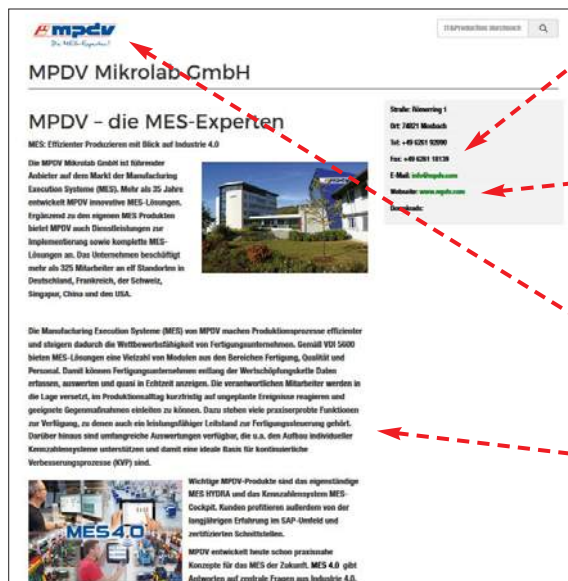 mpdv
Die MES-Experten!
IT&Production durchsuchen
MPDV Mikrolab GmbH
MPDV – die MES-Experten
MES: Effizienter Produzieren mit Blick auf Industrie 4.0
Die MPDV Mikrolab GmbH ist führender
Anbieter auf dem Markt der Manufacturing
Execution Systeme (MES). Mehr als 35 Jahre
entwickelt MPDV innovative MES-Lösungen.
Ergänzend zu den eigenen MES Produkten
bietet MPDV auch Dienstleistungen zur
Implementierung sowie komplette MES-
Lösungen an. Das Unternehmen beschäftigt
mehr als 325 Mitarbeiter an elf Standorten in
Deutschland, Frankreich, der Schweiz,
Singapur, China und den USA.
Straße: Römerring 1
Ort: 74821 Mosbach
Tel: +49 6261 92090
Fax: +49 6261 18139
E-Mail: info@mpdv.com
Webseite: www.mpdv.com
Downloads:
Die Manufacturing Execution Systeme (MES) von MPDV machen Produktionsprozesse effizienter
und steigern dadurch die Wettbewerbsfähigkeit von Fertigungsunternehmen. Gemäß VDI 5600
bieten MES-Lösungen eine Vielzahl von Modulen aus den Bereichen Fertigung, Qualität und
Personal. Damit können Fertigungsunternehmen entlang der Wertschöpfungskette Daten
erfassen, auswerten und quasi in Echtzeit anzeigen. Die verantwortlichen Mitarbeiter werden in
die Lage versetzt, im Produktionsalltag kurzfristig auf ungeplante Ereignisse reagieren und
geeignete Gegenmaßnahmen einleiten zu können. Dazu stehen viele praxiserprobte Funktionen
zur Verfügung, zu denen auch ein leistungsfähiger Leitstand zur Fertigungssteuerung gehört.
Darüber hinaus sind umfangreiche Auswertungen verfügbar, die u.a. den Aufbau individueller
Kennzahlensysteme unterstützen und damit eine ideale Basis für kontinuierliche
Verbesserungsprozesse (KVP) sind.
MES 4.0
Wichtige MPDV-Produkte sind das eigenständige
MES HYDRA und das Kennzahlensystem MES-
Cockpit. Kunden profitieren außerdem von der
langjährigen Erfahrung im SAP-Umfeld und
zertifizierten Schnittstellen.
MPDV entwickelt heute schon praxisnahe
Konzepte für das MES der Zukunft. MES 4.0 gibt
Antworten auf zentrale Fragen aus Industrie 4.0.